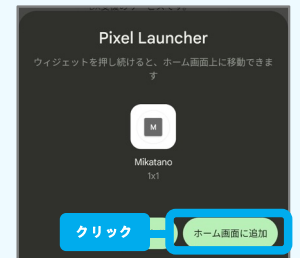 Pixel Launcher
ウィジェットを押し続けると、ホーム画面上に移動できま
す
M
Mikatano
1x1
クリック
ホーム画面に追加